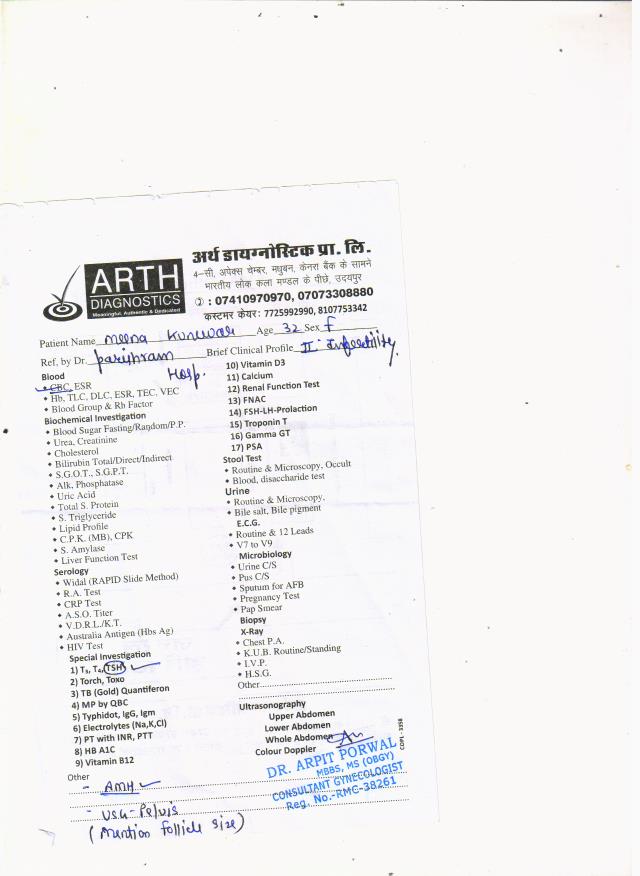 अर्थ डायग्नोस्टिक प्रा. लि.
4-सी, अपेक्स चेम्बर, मधुबन, केनरा बैंक के सामने
भारतीय लोक कला मण्डल के पीछे, उदयपुर
: 07410970970, 07073308880
कस्टमर केयर: 7725992990, 8107753342
ARTH
DIAGNOSTICS
Meaningful, Authentic & Dedicated
Patient Name Meena Kunwar Age 32 Sex F
Ref. by Dr. Parishram Hosp. Brief Clinical Profile II° Infertility.
Blood
CBC, ESR
Hb, TLC, DLC, ESR, TEC, VEC
Blood Group & Rb Factor
Biochemical Investigation
Blood Sugar Fasting/Random/P.P.
Urea, Creatinine
Cholesterol
Bilirubin Total/Direct/Indirect
S.G.O.T., S.G.P.T.
Alk, Phosphatase
Uric Acid
Total S. Protein
S. Triglyceride
Lipid Profile
C.P.K. (MB), CPK
S. Amylase
Liver Function Test
Serology
Widal (RAPID Slide Method)
R.A. Test
CRP Test
A.S.O. Titer
V.D.R.L./K.T.
Australia Antigen (Hbs Ag)
HIV Test
Special Investigation
1) T₃, T₄, TSH
2) Torch, Toxo
3) TB (Gold) Quantiferon
4) MP by QBC
5) Typhidot, IgG, Igm
6) Electrolytes (Na,K,Cl)
7) PT with INR, PTT
8) HB A1C
9) Vitamin B12
10) Vitamin D3
11) Calcium
12) Renal Function Test
13) FNAC
14) FSH-LH-Prolaction
15) Troponin T
16) Gamma GT
17) PSA
Stool Test
Routine & Microscopy, Occult
Blood, disaccharide test
Urine
Routine & Microscopy,
Bile salt, Bile pigment
E.C.G.
Routine & 12 Leads
V7 to V9
Microbiology
Urine C/S
Pus C/S
Sputum for AFB
Pregnancy Test
Pap Smear
Biopsy
X-Ray
Chest P.A.
K.U.B. Routine/Standing
I.V.P.
H.S.G.
Other
Ultrasonography
Upper Abdomen
Lower Abdomen
Whole Abdomen
Colour Doppler
COPL - 3358
DR. ARPIT PORWAL
MBBS, MS (OBGY)
CONSULTANT GYNECOLOGIST
Reg. No.-RMC-38261
Other
- AMH
- USG-Pelvis
(Mention follicle size)